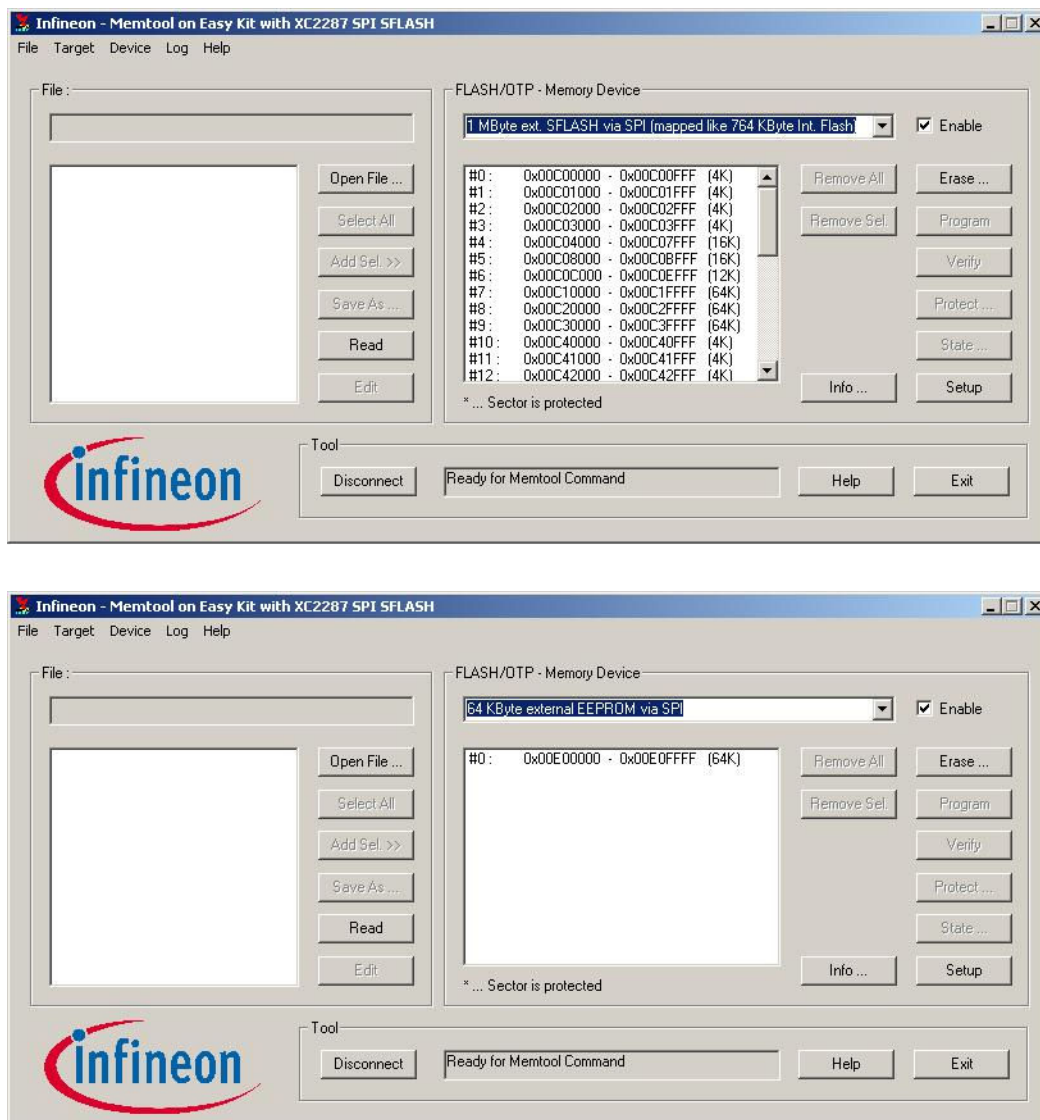 Infineon - Memtool on Easy Kit with XC2287 SPI SFLASH
File Target Device Log Help
File :
Open File ...
Select All
Add Sel. >>
Save As ...
Read
Edit
FLASH/OTP - Memory Device
1 MByte ext. SFLASH via SPI (mapped like 764 KByte Int. Flash)
Enable
#0 : 0x00C00000 - 0x00C00FFF (4K)
#1 : 0x00C01000 - 0x00C01FFF (4K)
#2 : 0x00C02000 - 0x00C02FFF (4K)
#3 : 0x00C03000 - 0x00C03FFF (4K)
#4 : 0x00C04000 - 0x00C07FFF (16K)
#5 : 0x00C08000 - 0x00C0BFFF (16K)
#6 : 0x00C0C000 - 0x00C0EFFF (12K)
#7 : 0x00C10000 - 0x00C1FFFF (64K)
#8 : 0x00C20000 - 0x00C2FFFF (64K)
#9 : 0x00C30000 - 0x00C3FFFF (64K)
#10 : 0x00C40000 - 0x00C40FFF (4K)
#11 : 0x00C41000 - 0x00C41FFF (4K)
#12 : 0x00C42000 - 0x00C42FFF (4K)
* ... Sector is protected
Remove All
Remove Sel.
Info ...
Erase ...
Program
Verify
Protect ...
State ...
Setup
infineon
Tool
Disconnect
Ready for Memtool Command
Help
Exit
Infineon - Memtool on Easy Kit with XC2287 SPI SFLASH
File Target Device Log Help
File :
Open File ...
Select All
Add Sel. >>
Save As ...
Read
Edit
FLASH/OTP - Memory Device
64 KByte external EEPROM via SPI
Enable
#0 : 0x00E00000 - 0x00E0FFFF (64K)
* ... Sector is protected
Remove All
Remove Sel.
Info ...
Erase ...
Program
Verify
Protect ...
State ...
Setup
infineon
Tool
Disconnect
Ready for Memtool Command
Help
Exit